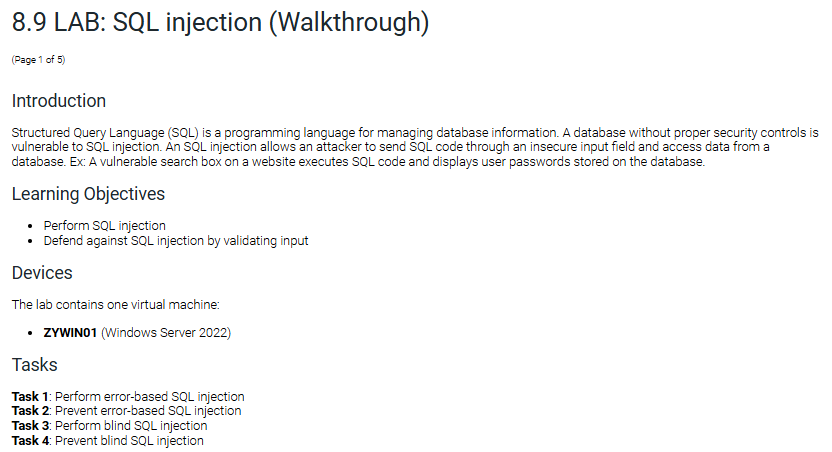 8.9 LAB: SQL injection (Walkthrough)
(Page 1 of 5)
Introduction
Structured Query Language (SQL) is a programming language for managing database information. A database without proper security controls is
vulnerable to SQL injection. An SQL injection allows an attacker to send SQL code through an insecure input field and access data from a
database. Ex: A vulnerable search box on a website executes SQL code and displays user passwords stored on the database.
Learning Objectives
• Perform SQL injection
• Defend against SQL injection by validating input
Devices
The lab contains one virtual machine:
• ZYWIN01 (Windows Server 2022)
Tasks
Task 1: Perform error-based SQL injection
Task 2: Prevent error-based SQL injection
Task 3: Perform blind SQL injection
Task 4: Prevent blind SQL injection